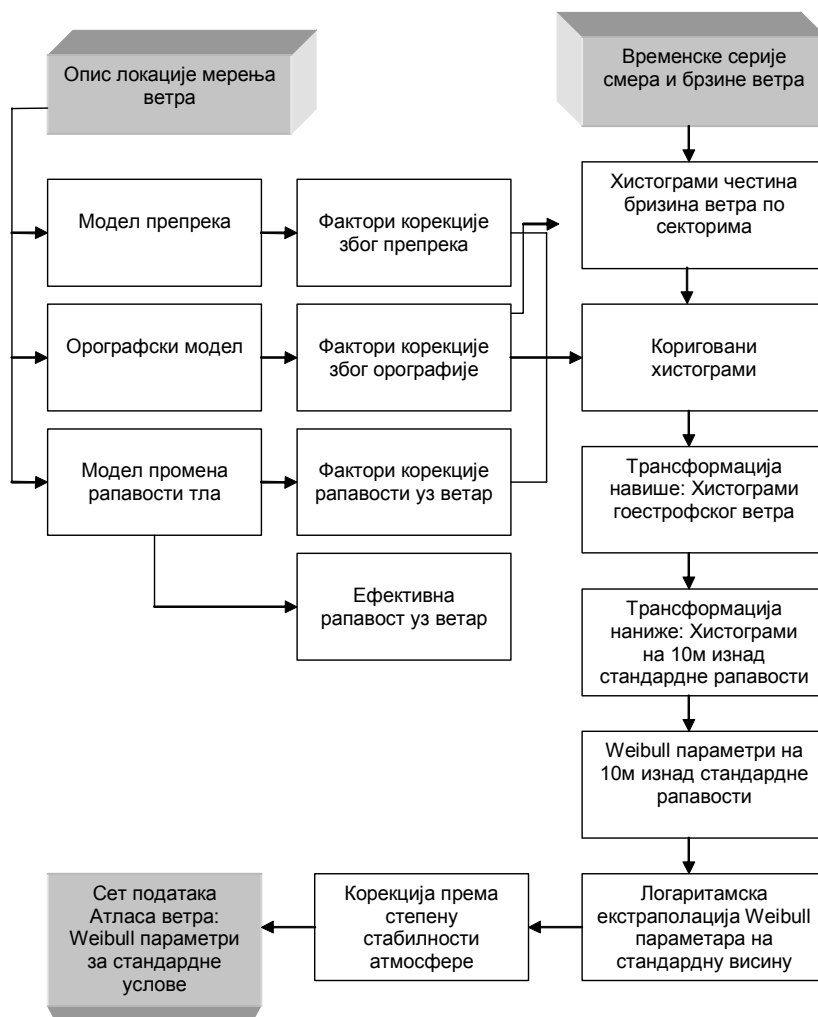 Опис локације мерења
ветра
Временске серије
смера и брзине ветра
Модел препрека
Фактори корекције
због препрека
Хистограми честина
бризина ветра по
секторима
Орографски модел
Фактори корекције
због орографије
Кориговани
хистограми
Модел промена
рапавости тла
Фактори корекције
рапавости уз ветар
Трансформација
навише: Хистограми
гоестрофског ветра
Ефективна
рапавост уз ветар
Трансформација
наниже: Хистограми
на 10м изнад
стандардне рапавости
Weibull параметри на
10м изнад стандардне
рапавости
Логаритамска
екстраполација Weibull
параметара на
стандардну висину
Корекција према
степену
стабилности
атмосфере
Сет података
Атласа ветра:
Weibull параметри
за стандардне
услове